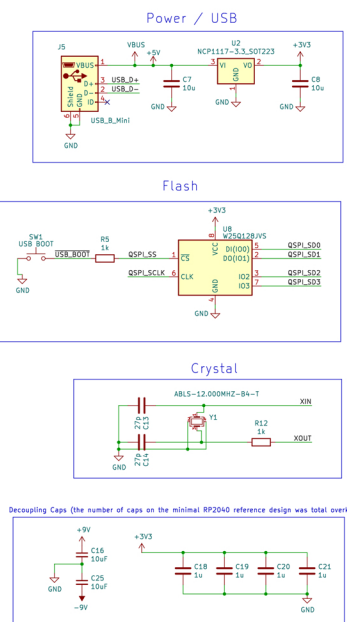 Power / USB
J5
VBUS
+5V
U2
NCP1117-3.3_SOT223
+3V3
VBUS 1
3 VI VO 2
D+ 3 USB_D+
D- 2 USB_D-
ID 4
Shield
GND
6 5
USB_B_Mini
GND
C7
10u
GND
GND
1
GND
C8
10u
GND
Flash
+3V3
U8
W25Q128JVS
SW1
USB BOOT
USB_BOOT
R5
1k
QSPI_SS
1 CS
8
VCC
DI(IO0) 5 QSPI_SD0
DO(IO1) 2 QSPI_SD1
QSPI_SCLK
6 CLK
IO2 3 QSPI_SD2
IO3 7 QSPI_SD3
GND
GND
4
GND
Crystal
ABLS-12.000MHZ-B4-T
27p
C13
XIN
Y1
R12
1k
XOUT
27p
C14
GND
Decoupling Caps (the number of caps on the minimal RP2040 reference design was total
+9V
C16
10uF
GND
C25
10uF
-9V
+3V3
C18
1u
C19
1u
C20
1u
C21
1u
GND